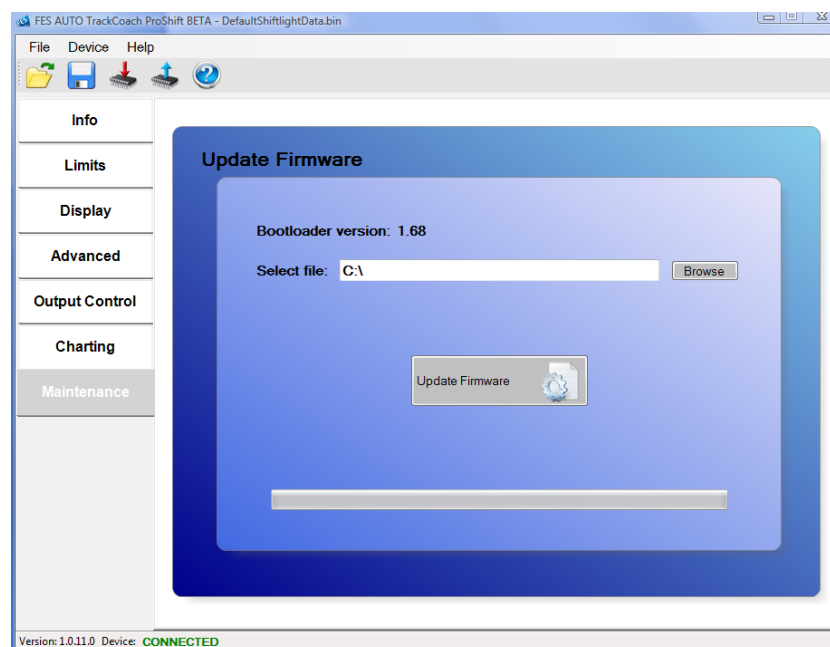 FES AUTO TrackCoach ProShift BETA - DefaultShiftlightData.bin
File Device Help
Info
Limits
Display
Advanced
Output Control
Charting
Maintenance
Update Firmware
Bootloader version: 1.68
Select file: C:\ Browse
Update Firmware
Version: 1.0.11.0 Device: CONNECTED